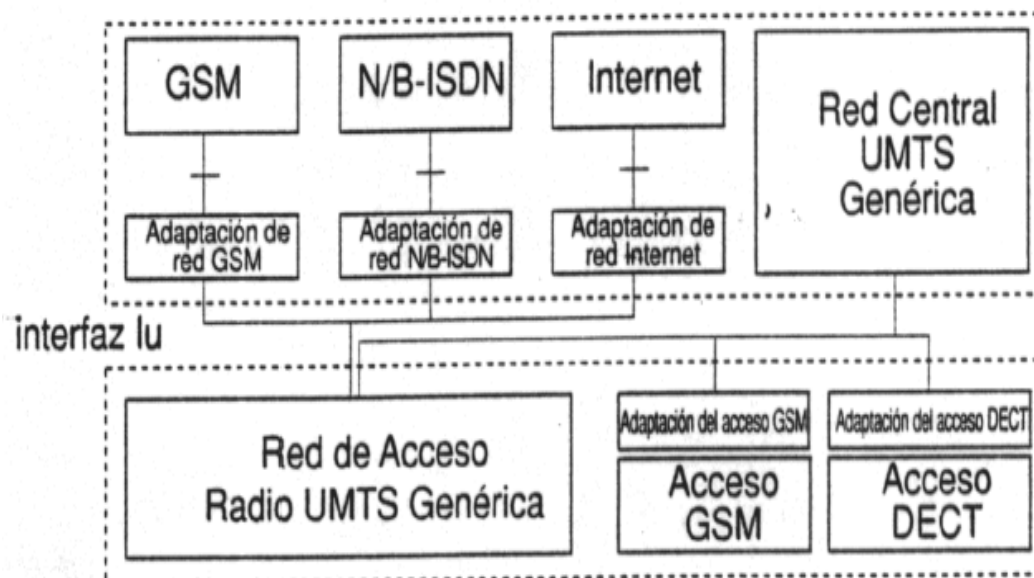 GSM
N/B-ISDN
Internet
Red Central
UMTS
Genérica
Adaptación de
red GSM
Adaptación de
red N/B-ISDN
Adaptación de
red Internet
interfaz Iu
Red de Acceso
Radio UMTS Genérica
Adaptación del acceso GSM
Acceso
GSM
Adaptación del acceso DECT
Acceso
DECT